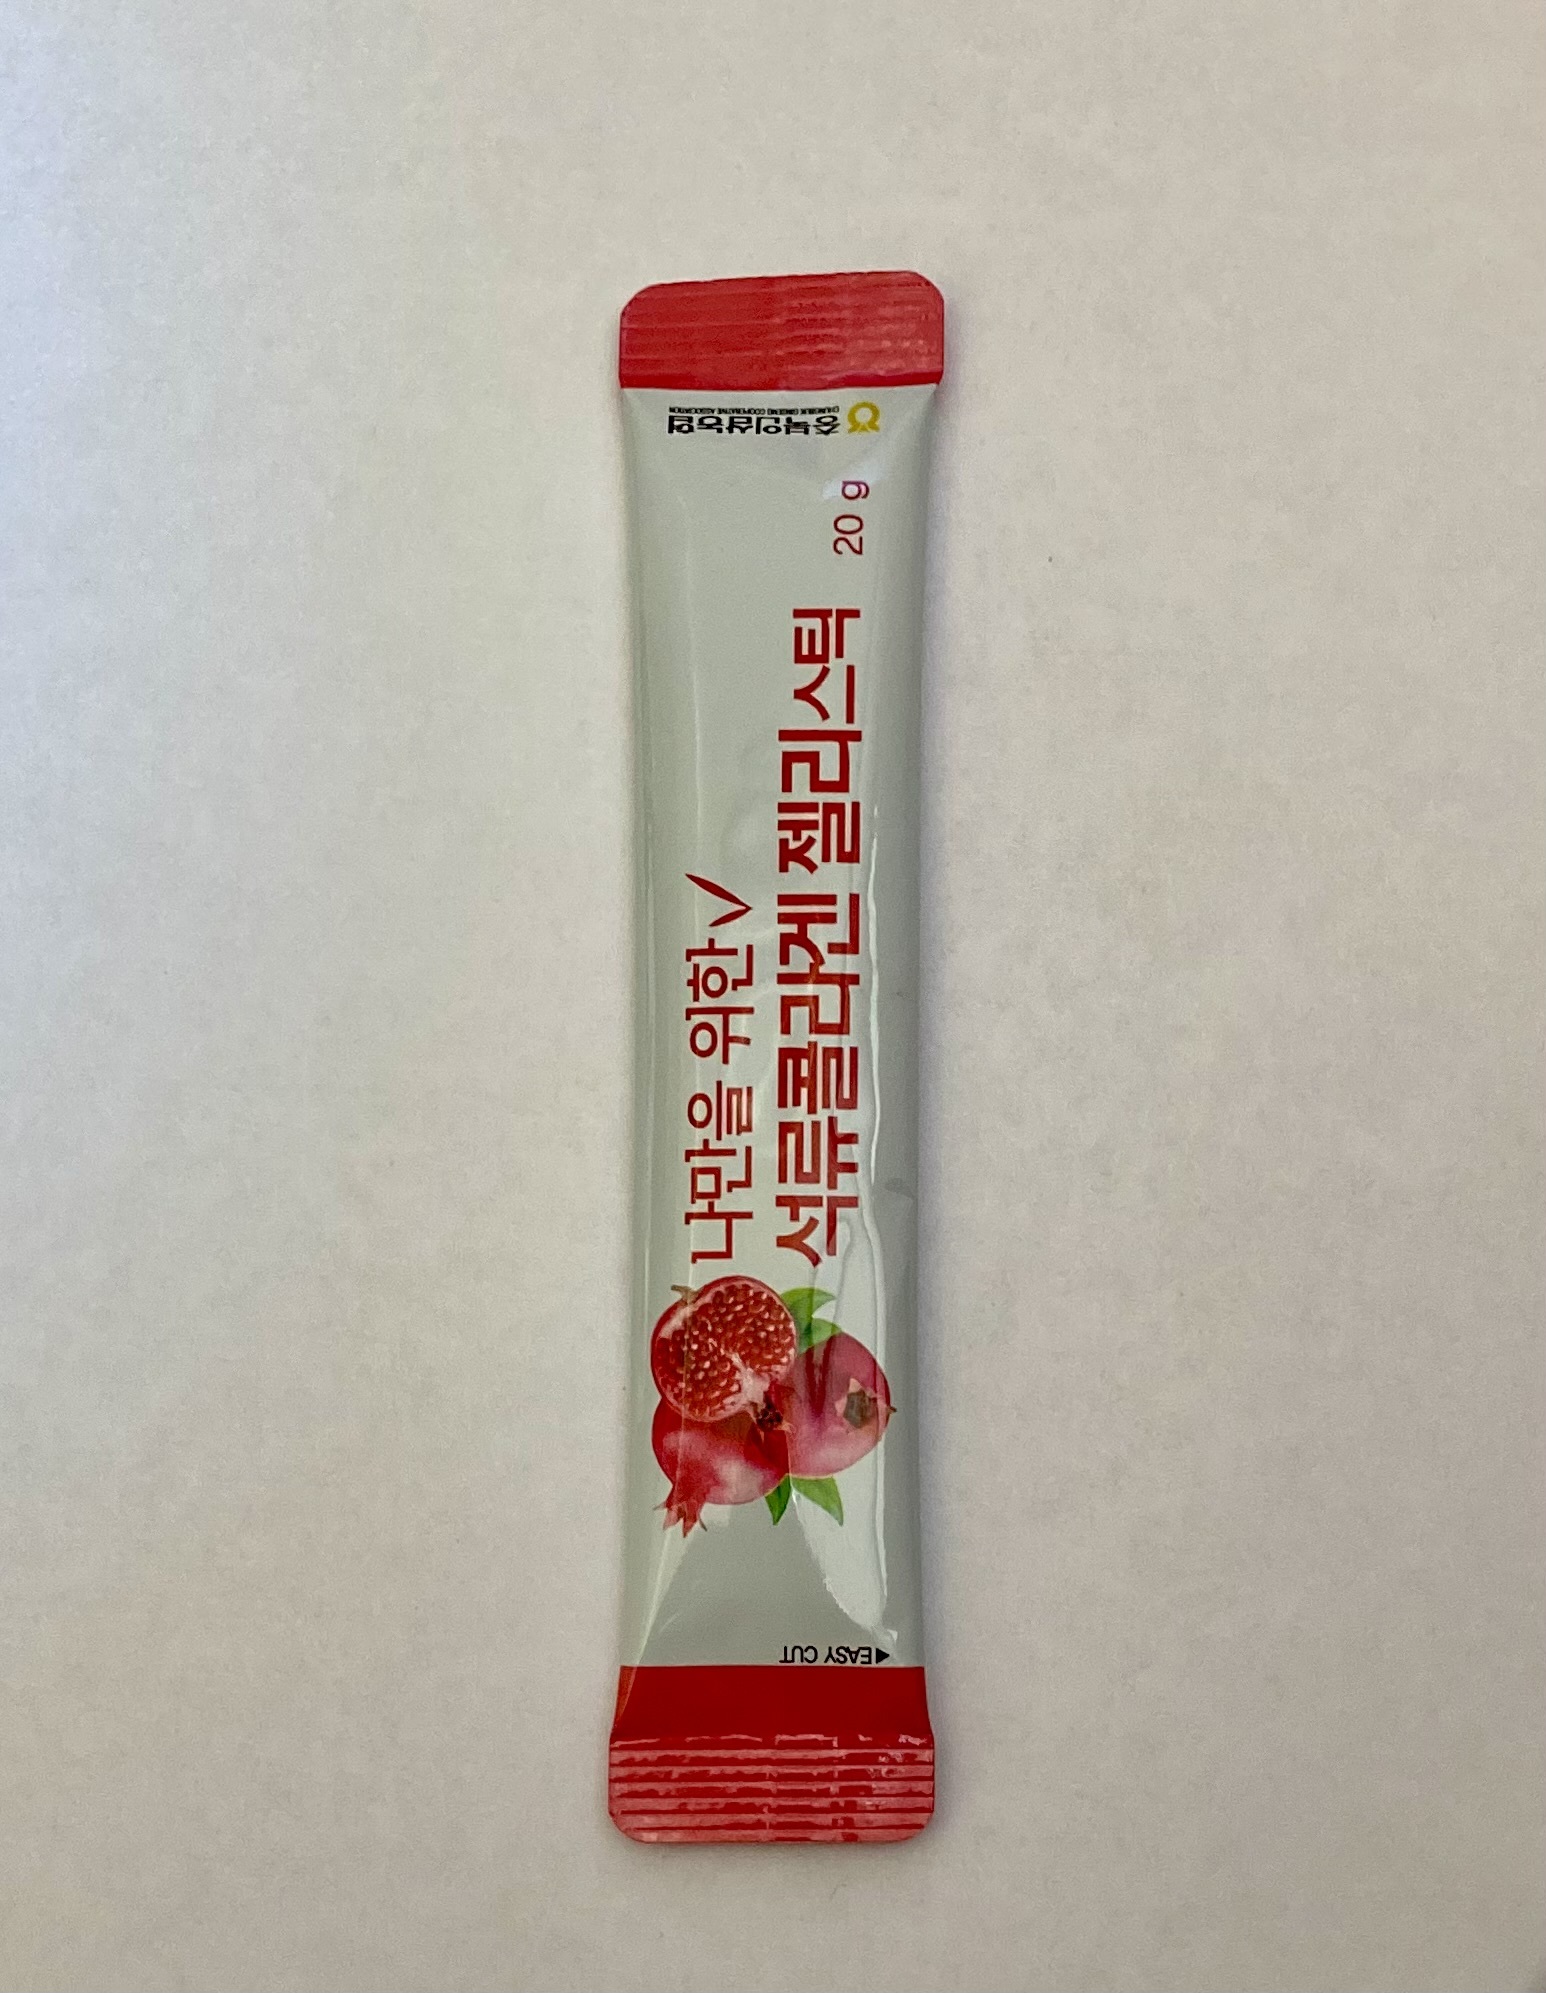 나만을 위한
석류콜라겐 젤리스틱 20 g
충북인삼농협
CHUNGBUK GINSENG COOPERATIVE ASSOCIATION
◀EASY CUT